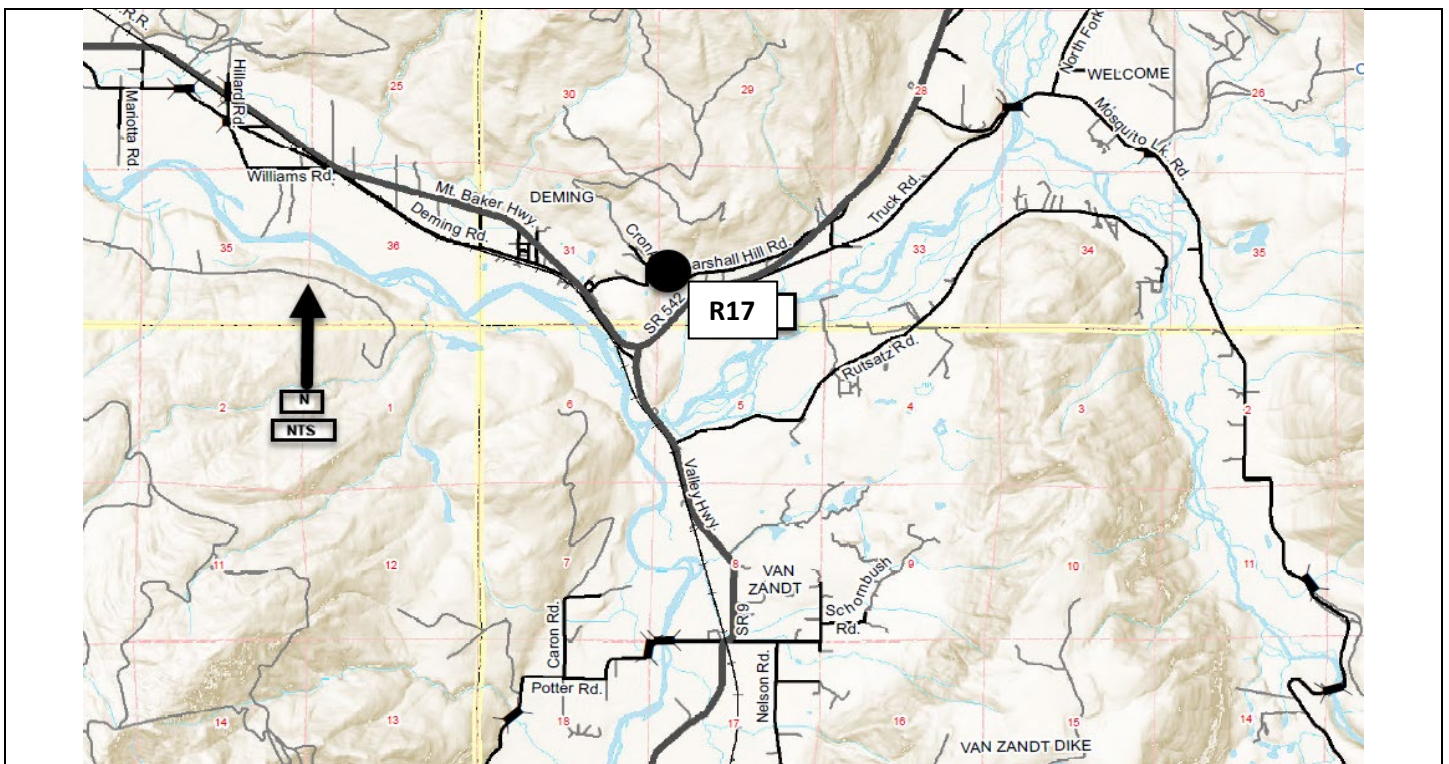 R.R.
Hillard Rd.
Mariotta Rd.
25
30
29
28
North Fork
WELCOME
26
Mosquito Lk. Rd.
Williams Rd.
Mt. Baker Hwy.
DEMING
Deming Rd.
Truck Rd.
35
36
31
Cron
arshall Hill Rd.
33
34
35
SR 542
R17
Rutsatz Rd.
N
NTS
2
1
6
5
4
3
2
Valley Hwy.
11
12
7
8
VAN
ZANDT
9
10
11
Schornbush
Rd.
SR 9
Caron Rd.
Potter Rd.
Nelson Rd.
14
13
18
17
16
15
14
VAN ZANDT DIKE